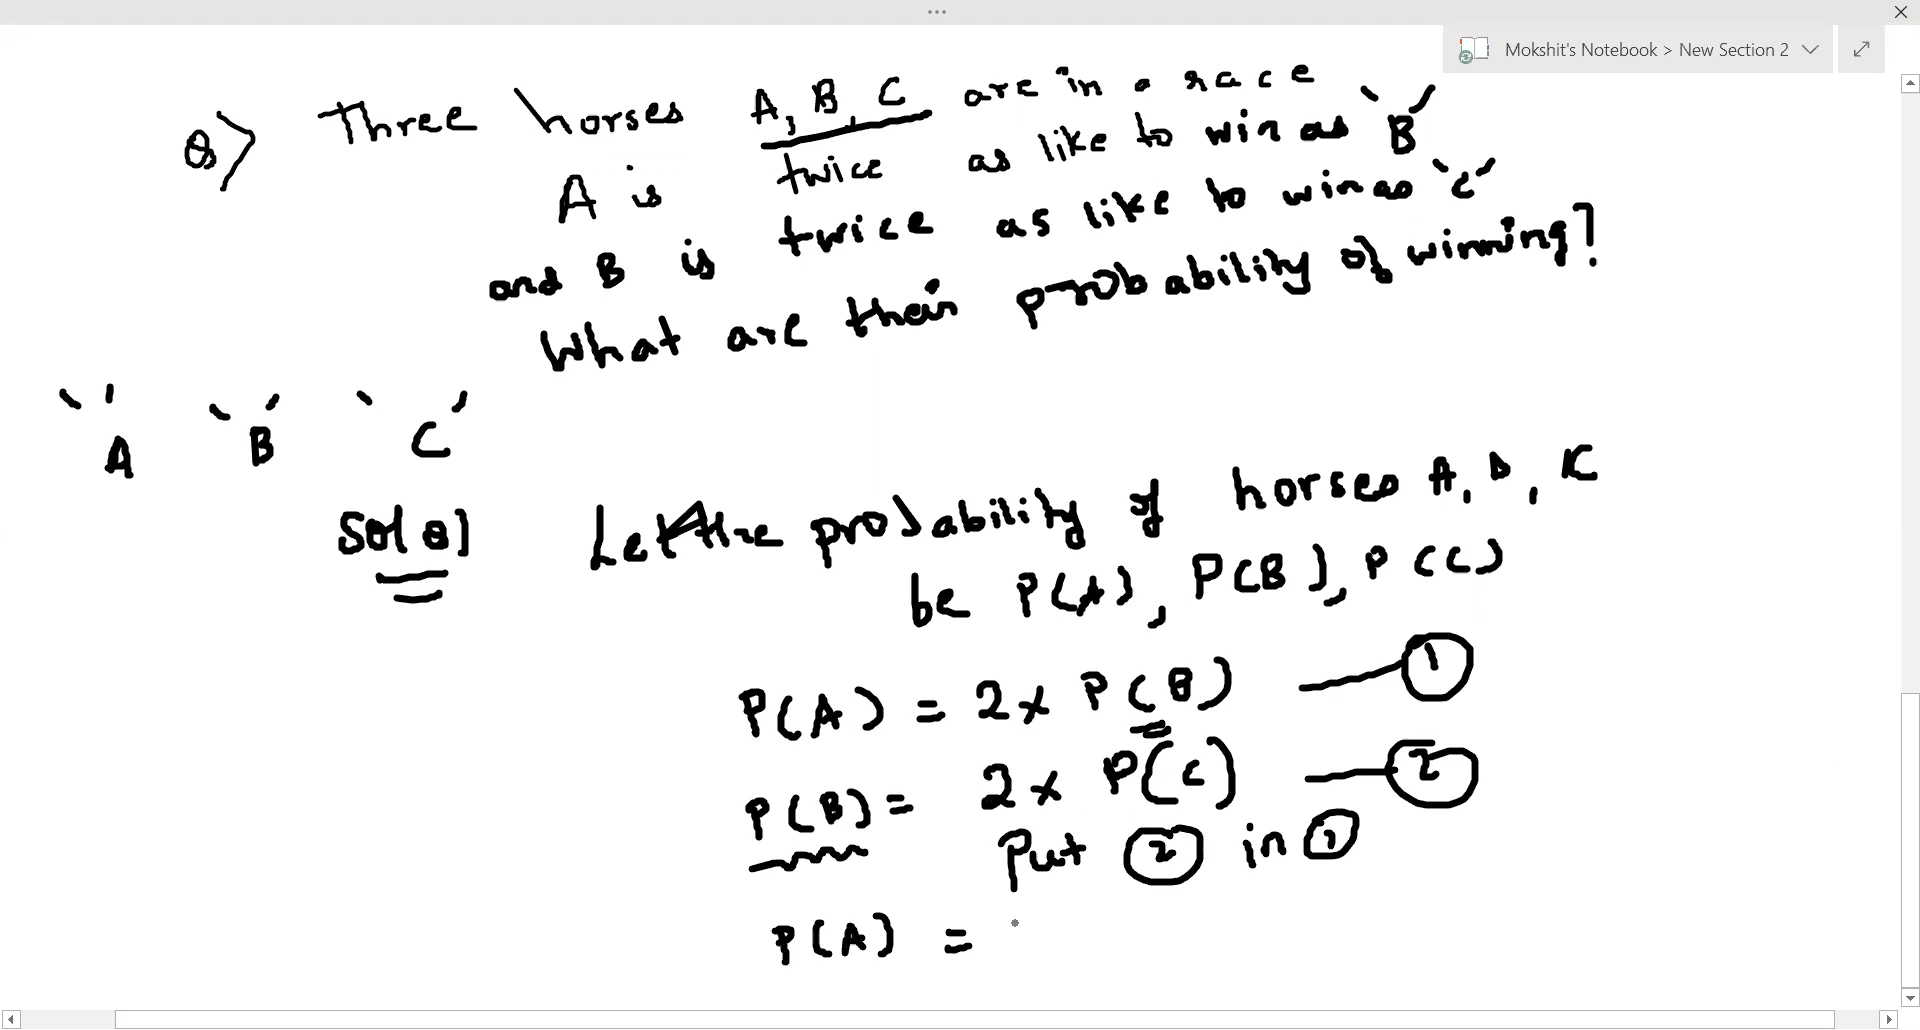 Mokshit's Notebook > New Section 2
Q) Three horses A, B, C are in a race
A is twice as like to win as 'B'
and B is twice as like to win as 'C'
What are their probability of winning?
'A' 'B' 'C'
Sol Let the probability of horses A, B, C
be P(A), P(B), P(C)
P(A) = 2 x P(B) — 1
P(B) = 2 x P(C) — 2
Put 2 in 1
P(A) =